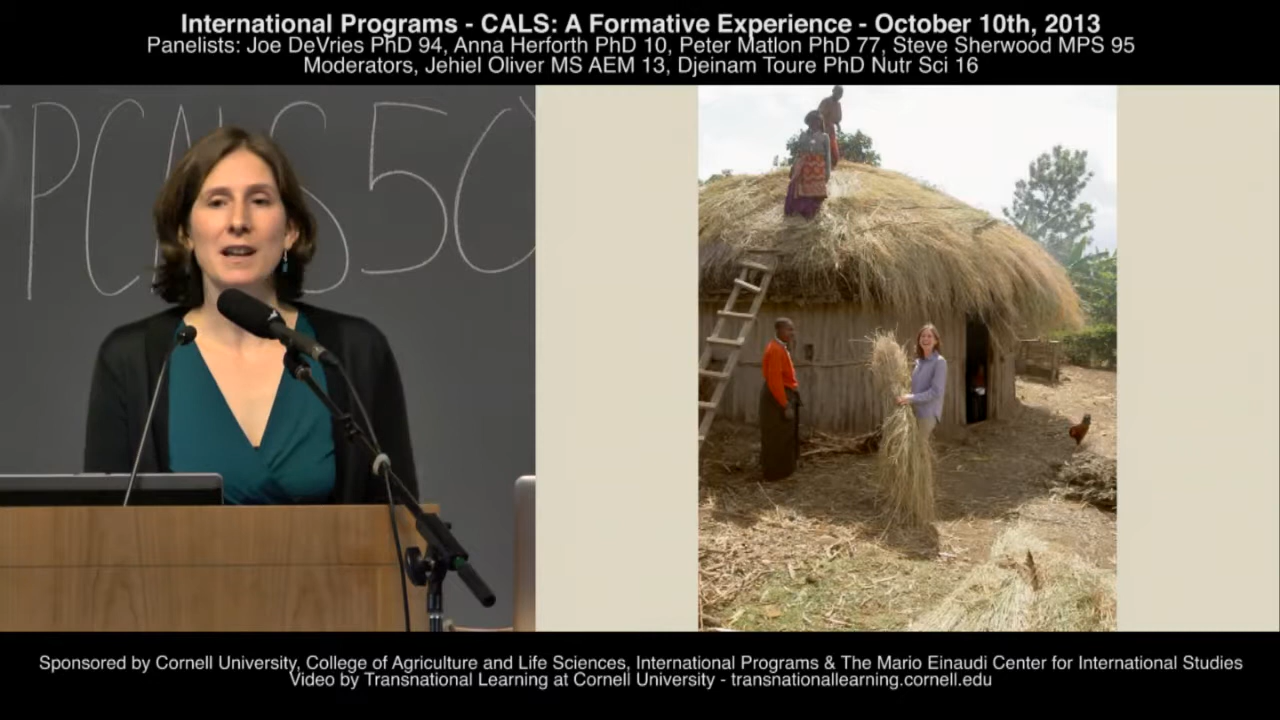 International Programs - CALS: A Formative Experience - October 10th, 2013
Panelists: Joe DeVries PhD 94, Anna Herforth PhD 10, Peter Matlon PhD 77, Steve Sherwood MPS 95
Moderators, Jehiel Oliver MS AEM 13, Djeinam Toure PhD Nutr Sci 16
IPCALS 50
Sponsored by Cornell University, College of Agriculture and Life Sciences, International Programs & The Mario Einaudi Center for International Studies
Video by Transnational Learning at Cornell University - transnationallearning.cornell.edu